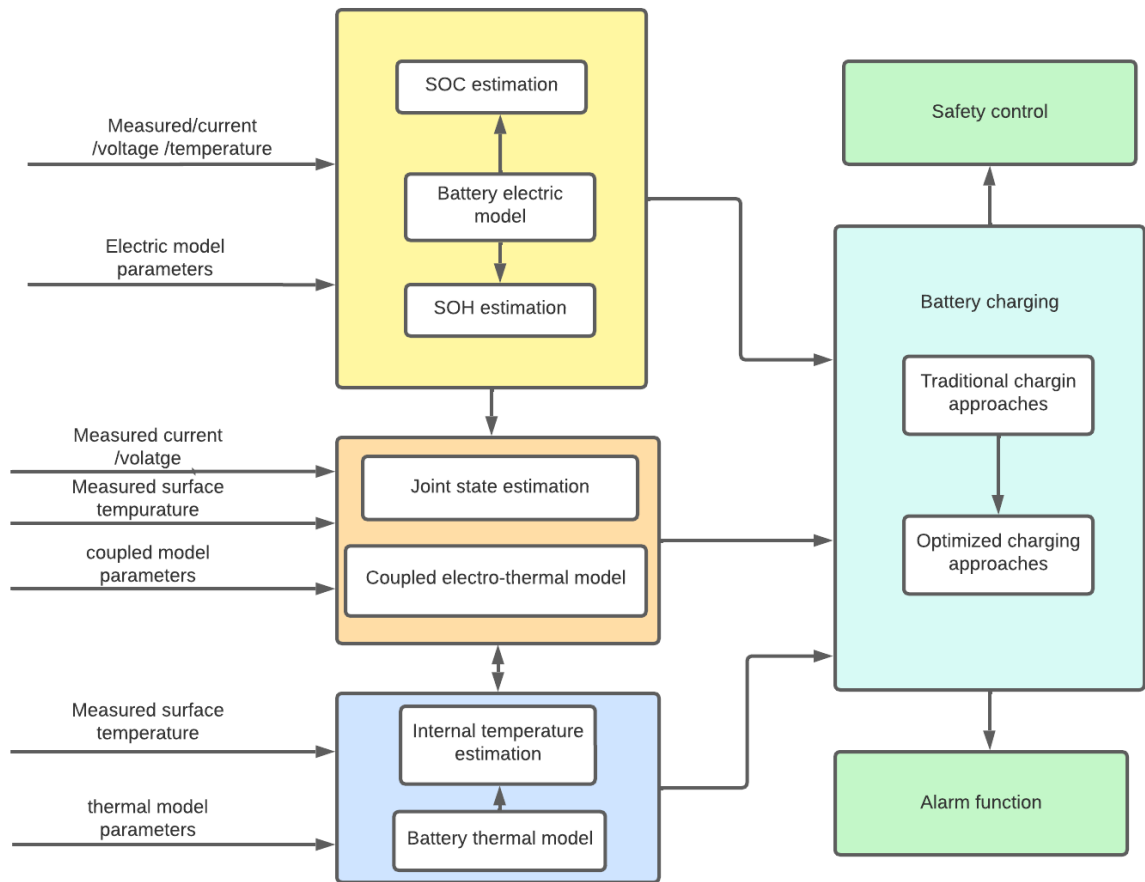 SOC estimation
Measured/current
/voltage /temperature
Battery electric
model
Electric model
parameters
SOH estimation
Safety control
Battery charging
Traditional chargin
approaches
Optimized charging
approaches
Measured current
/volatge
Joint state estimation
Measured surface
tempurature
coupled model
parameters
Coupled electro-thermal model
Measured surface
temperature
Internal temperature
estimation
thermal model
parameters
Battery thermal model
Alarm function